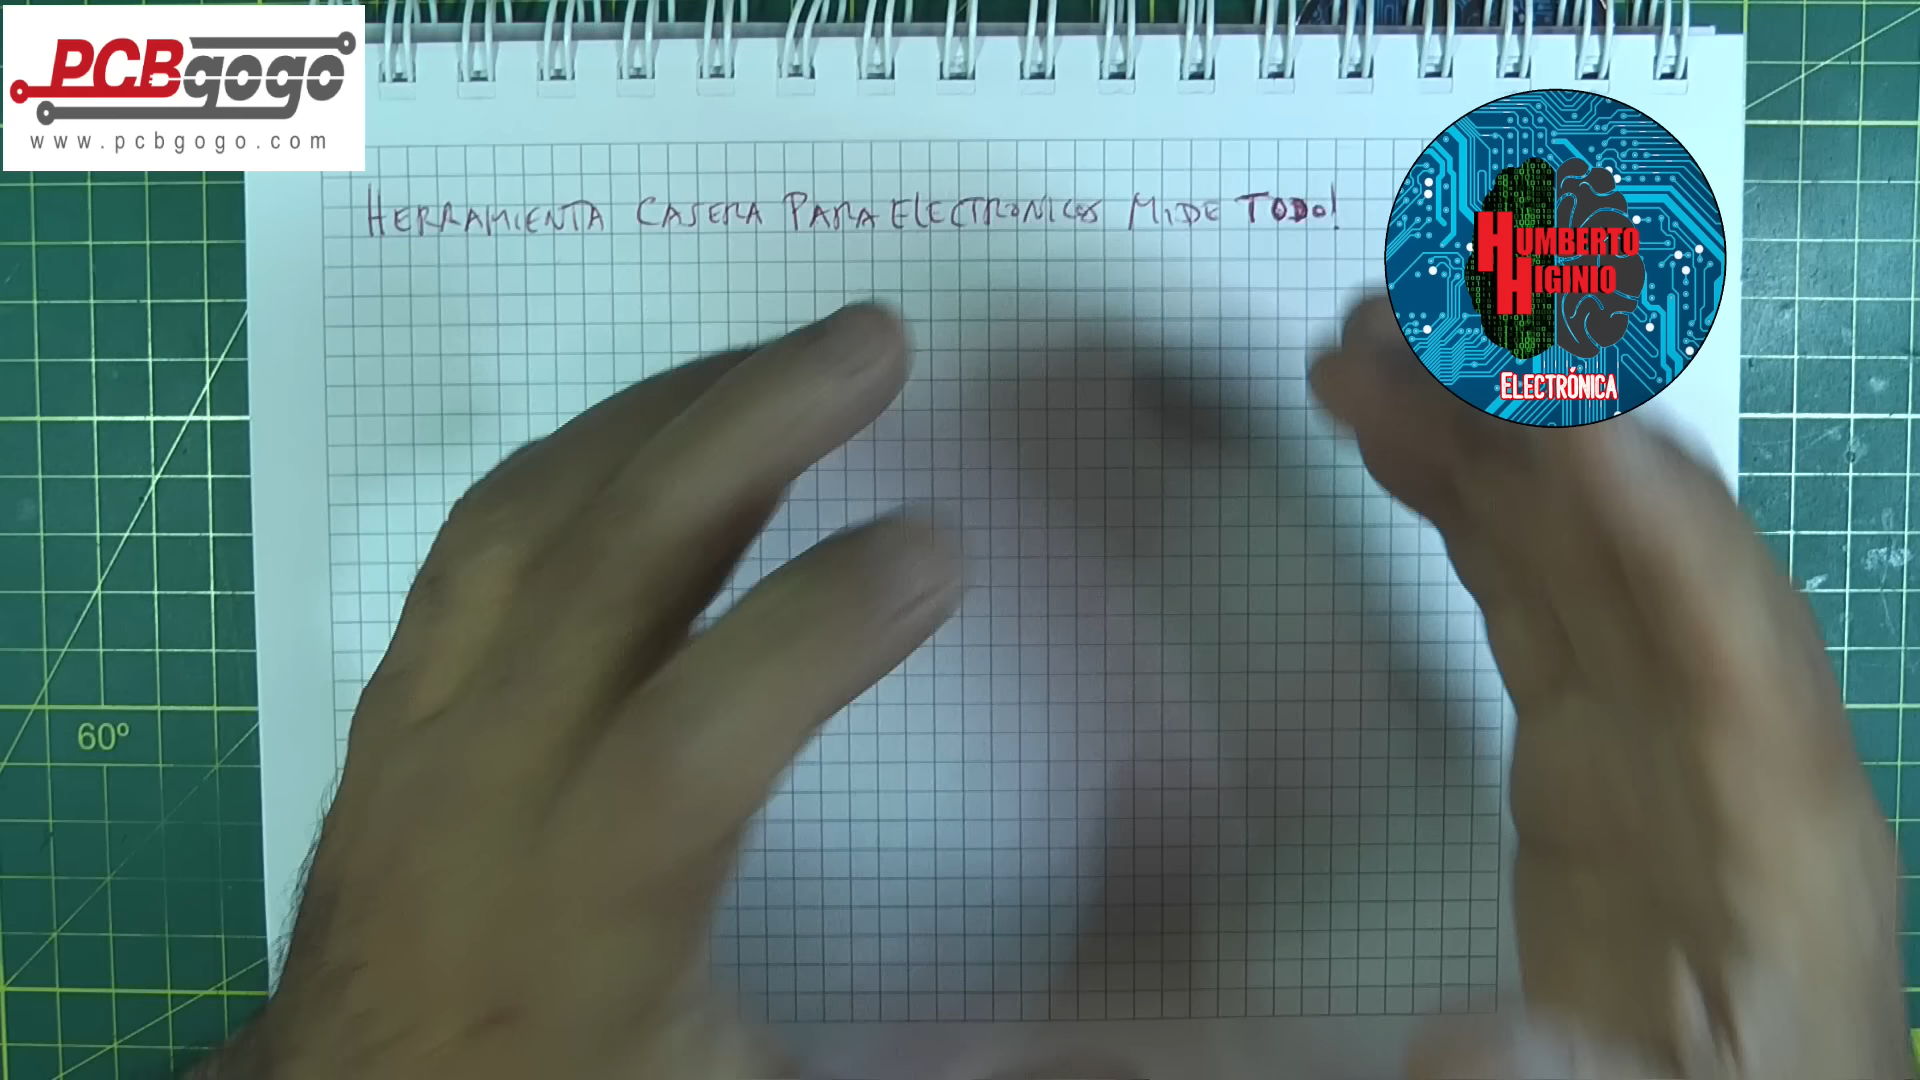 PCBgogo
www.pcbgogo.com
HERRAMIENTA CASERA PARA ELECTRONICOS MIDE TODO!
HUMBERTO
HIGINIO
ELECTRÓNICA
60º